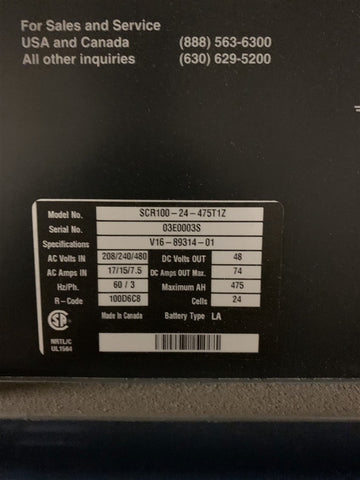 For Sales and Service
USA and Canada (888) 563-6300
All other inquiries (630) 629-5200
Model No. SCR100-24-475T1Z
Serial No. 03E0003S
Specifications V16-89314-01
AC Volts IN 208/240/480 DC Volts OUT 48
AC Amps IN 17/15/7.5 DC Amps OUT Max. 74
Hz/Ph. 60 / 3 Maximum AH 475
R - Code 100D6C8 Cells 24
Made In Canada Battery Type LA
NRTL/C
UL1564